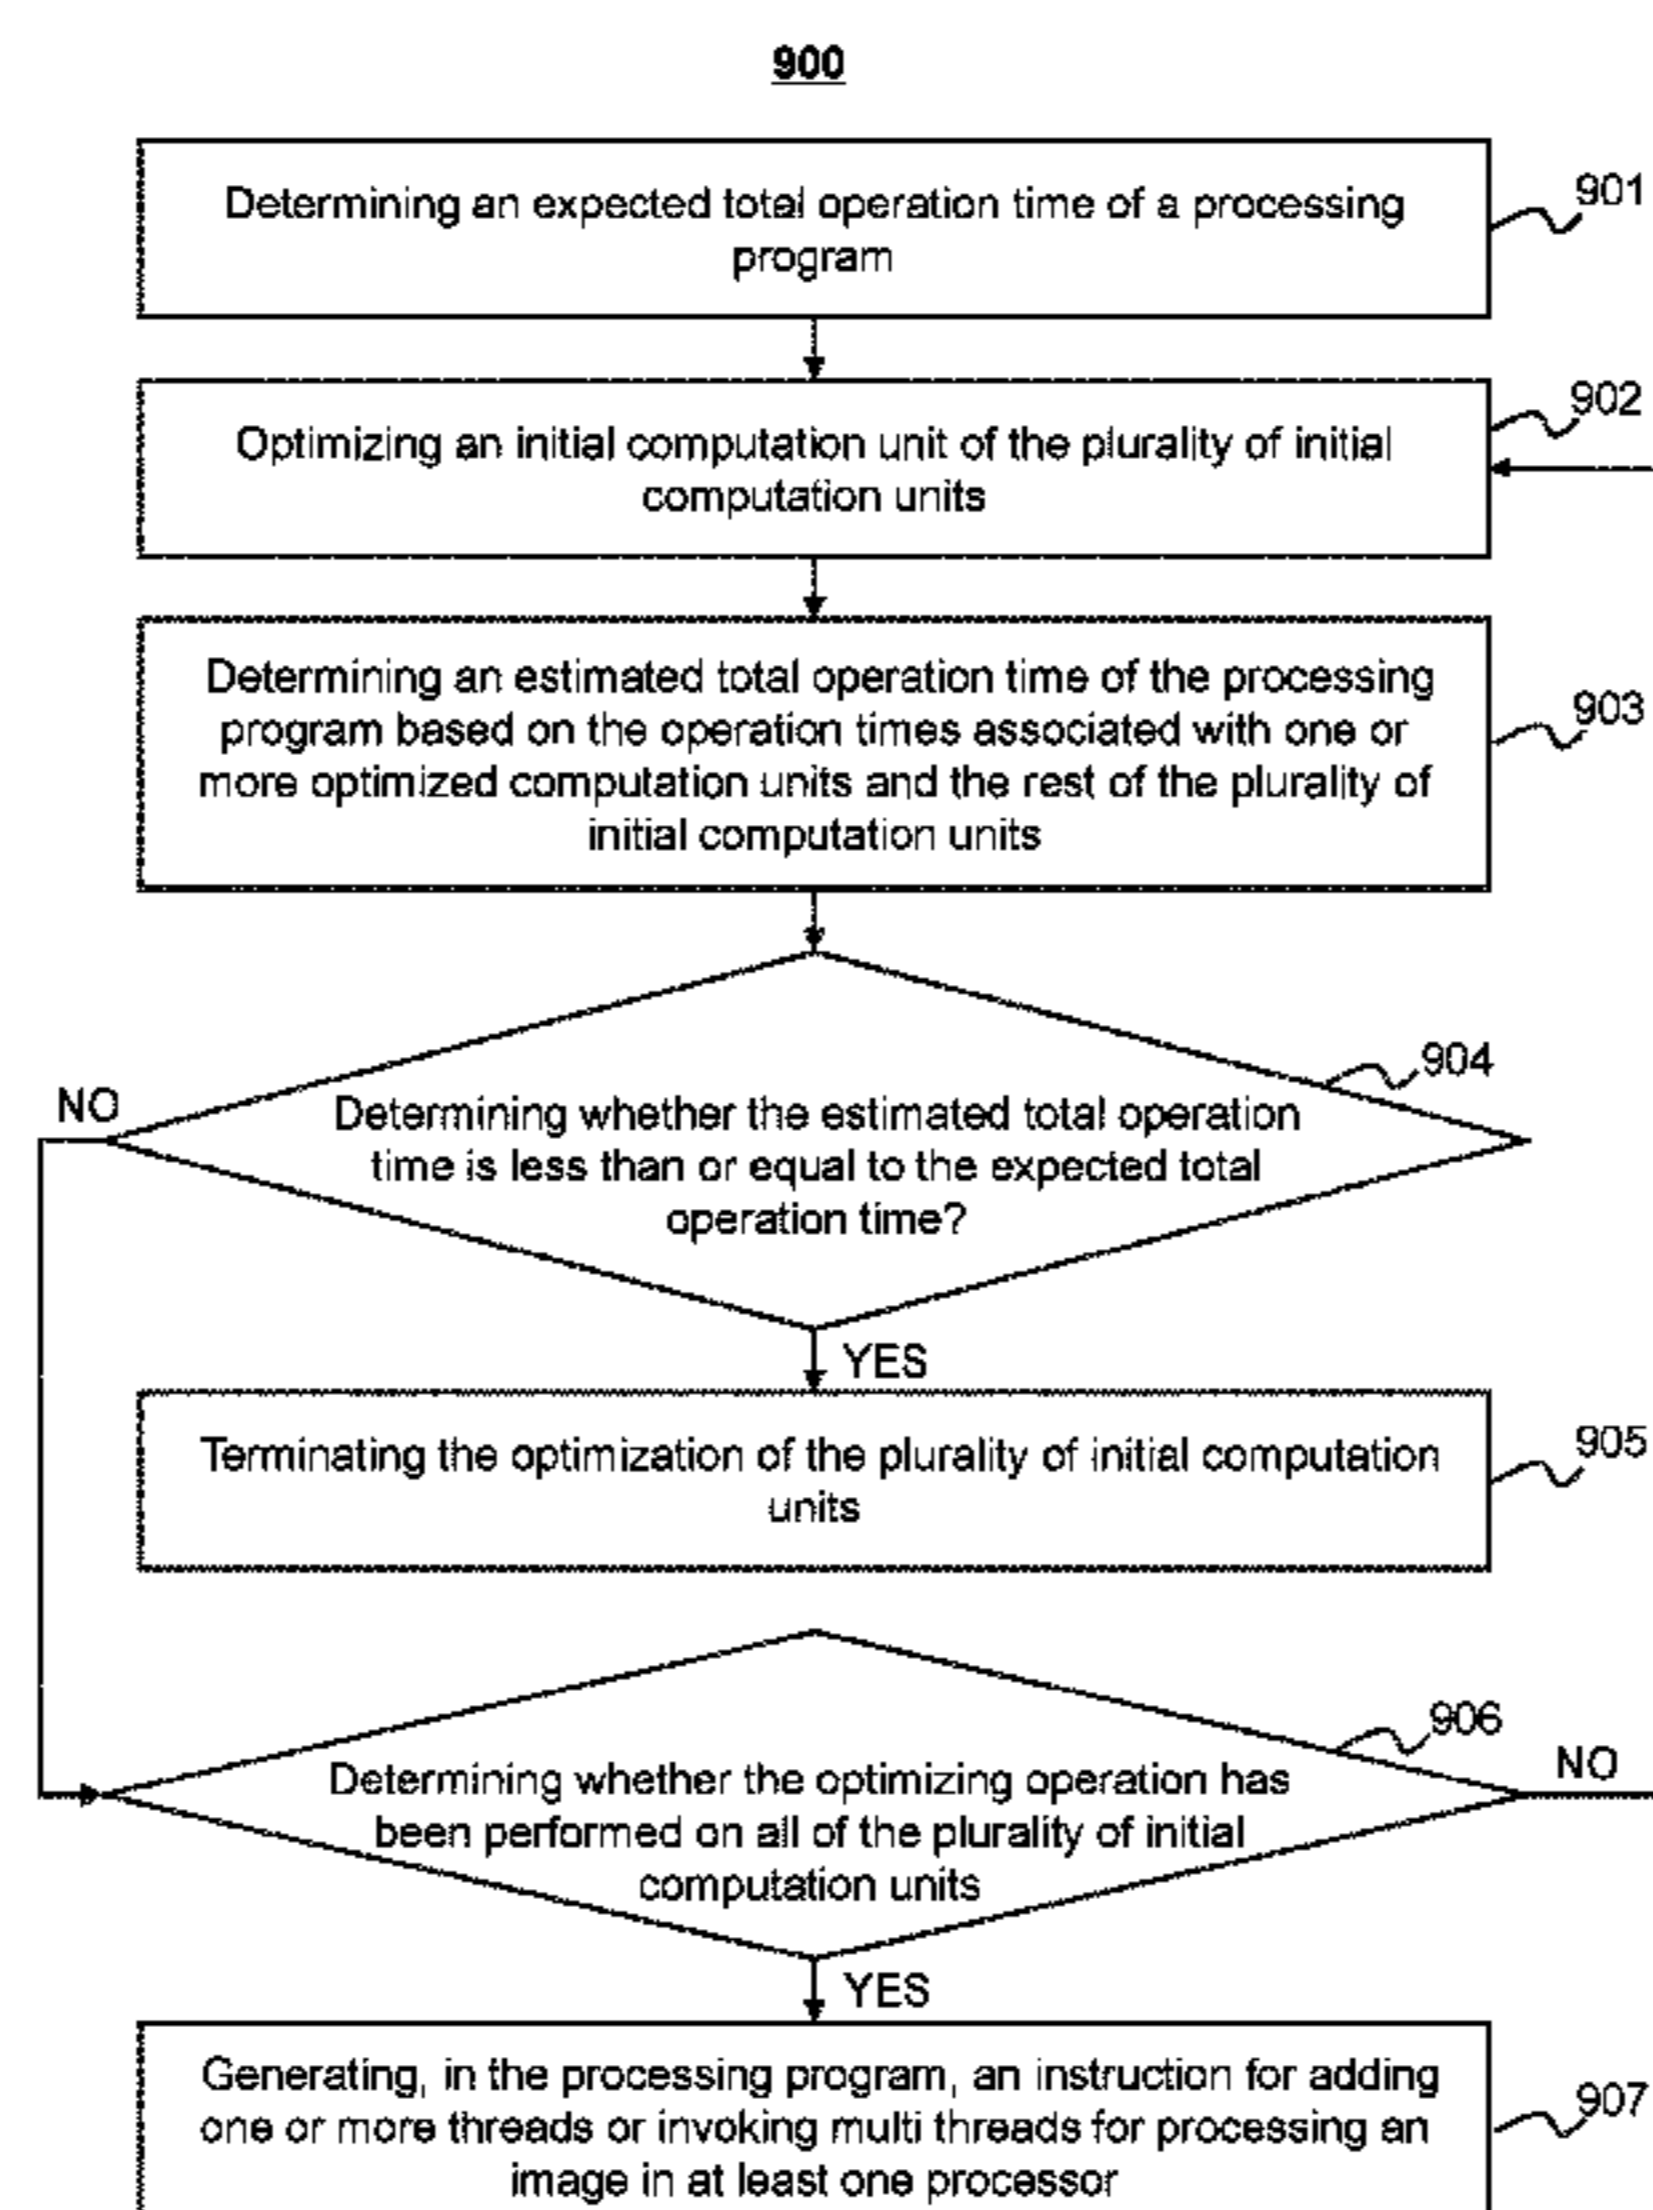 900
Determining an expected total operation time of a processing
program
901
Optimizing an initial computation unit of the plurality of initial
computation units
902
Determining an estimated total operation time of the processing
program based on the operation times associated with one or
more optimized computation units and the rest of the plurality of
initial computation units
903
904
NO
Determining whether the estimated total operation
time is less than or equal to the expected total
operation time?
YES
Terminating the optimization of the plurality of initial computation
units
905
906
NO
Determining whether the optimizing operation has
been performed on all of the plurality of initial
computation units
YES
Generating, in the processing program, an instruction for adding
one or more threads or invoking multi threads for processing an
image in at least one processor
907